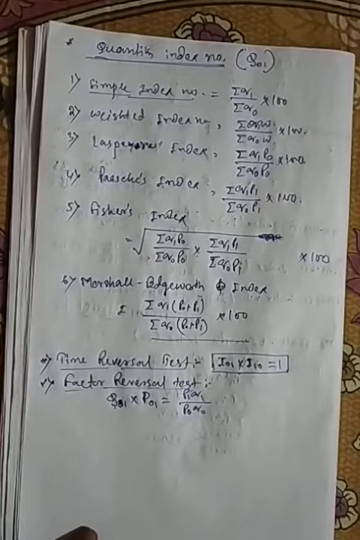 * Quantity index no. (Q₀₁)
1) Simple Index no. = Σq₁/Σq₀ × 100
2) Weighted Index no. = Σq₁w/Σq₀w × 100.
3) Laspeyres' Index, = Σq₁P₀/Σq₀P₀ × 100.
4) Paasche's Index, = Σq₁P₁/Σq₀P₁ × 100.
5) Fisher's Index
= √(Σq₁P₀/Σq₀P₀ × Σq₁P₁/Σq₀P₁) × 100
6) Marshall-Edgeworth Index
= Σq₁(P₀+P₁)/Σq₀(P₀+P₁) × 100
*) Time Reversal Test :- I₀₁ × I₁₀ = 1
*) Factor Reversal test :-
Q₀₁ × P₀₁ = P₁q₁/P₀q₀